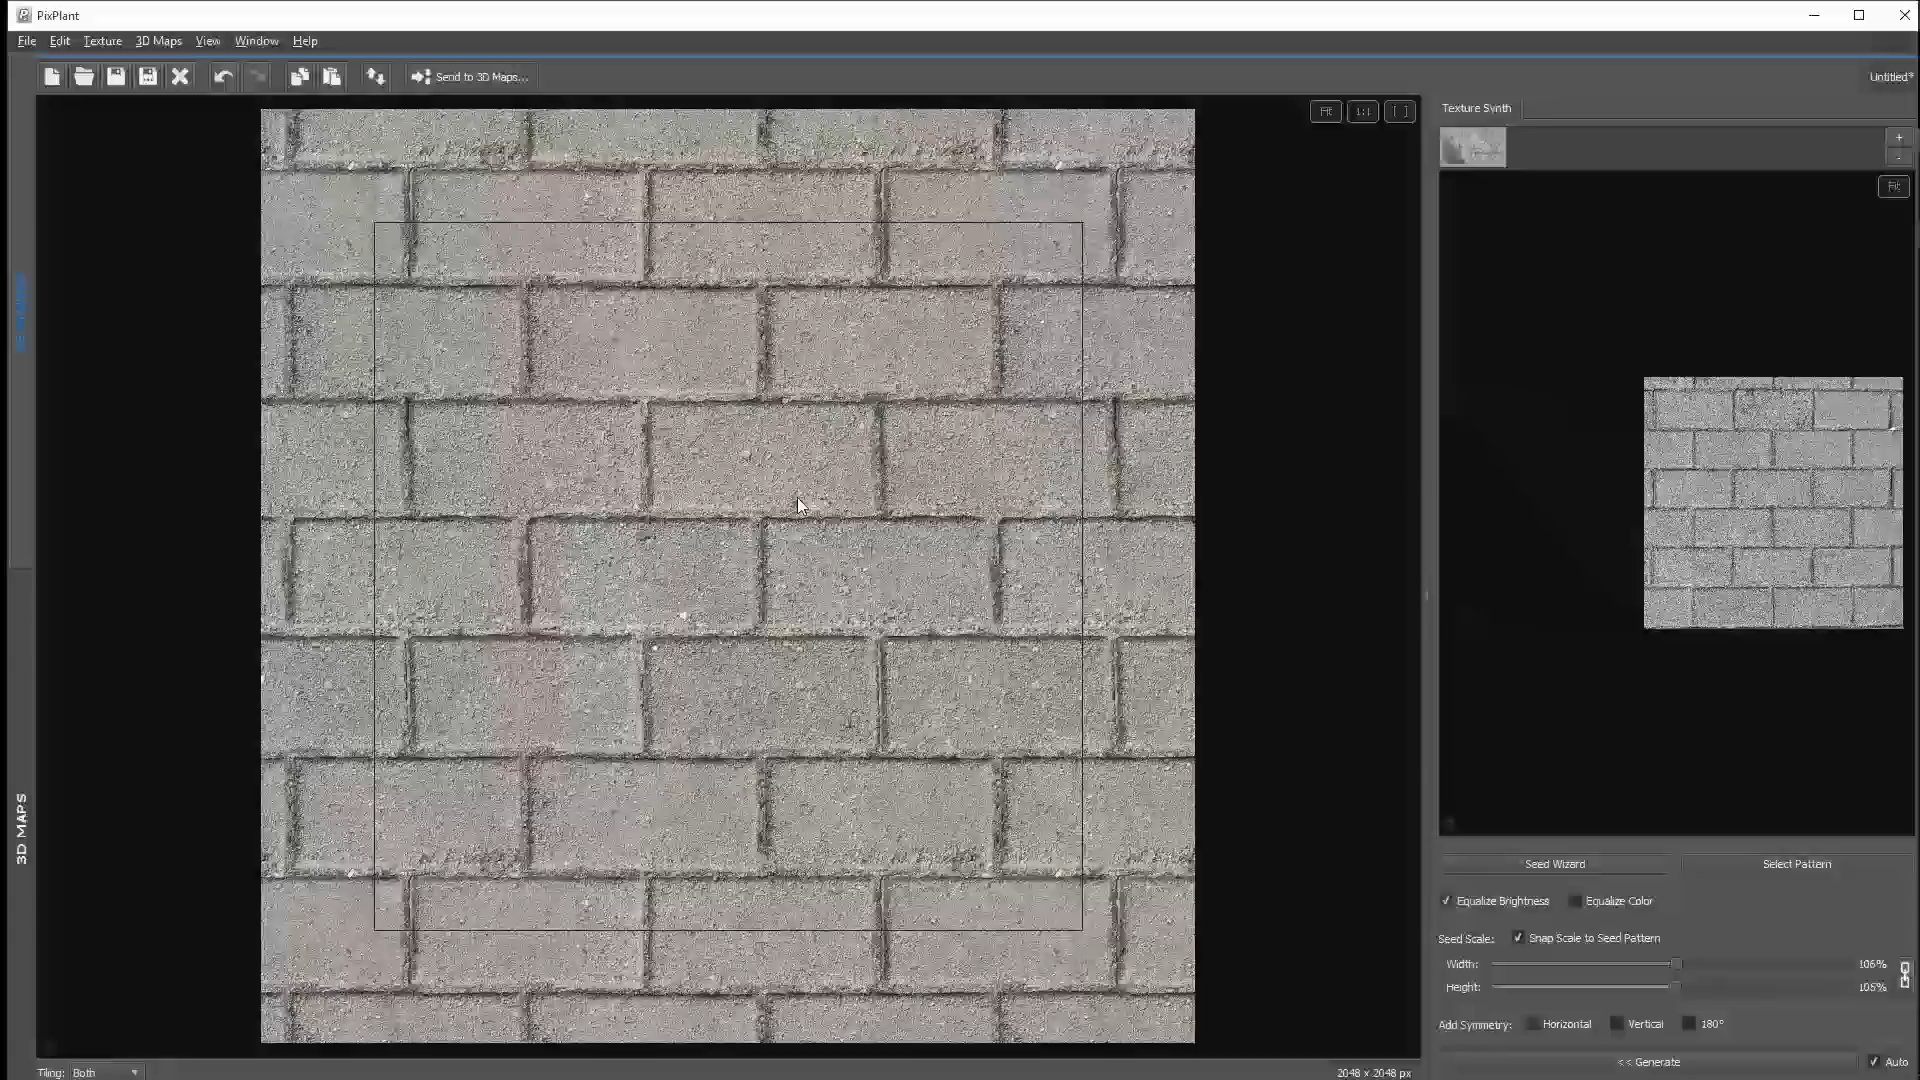 PixPlant
File Edit Texture 3D Maps View Window Help
Send to 3D Maps...
Untitled*
Fit 1:1 [ ]
Texture Synth
+
-
Fit
3D MAPS
Seed Wizard Select Pattern
Equalize Brightness Equalize Color
Seed Scale: Snap Scale to Seed Pattern
Width: 106%
Height: 106%
Add Symmetry: Horizontal Vertical 180°
<< Generate Auto
Tiling: Both 2048 x 2048 px